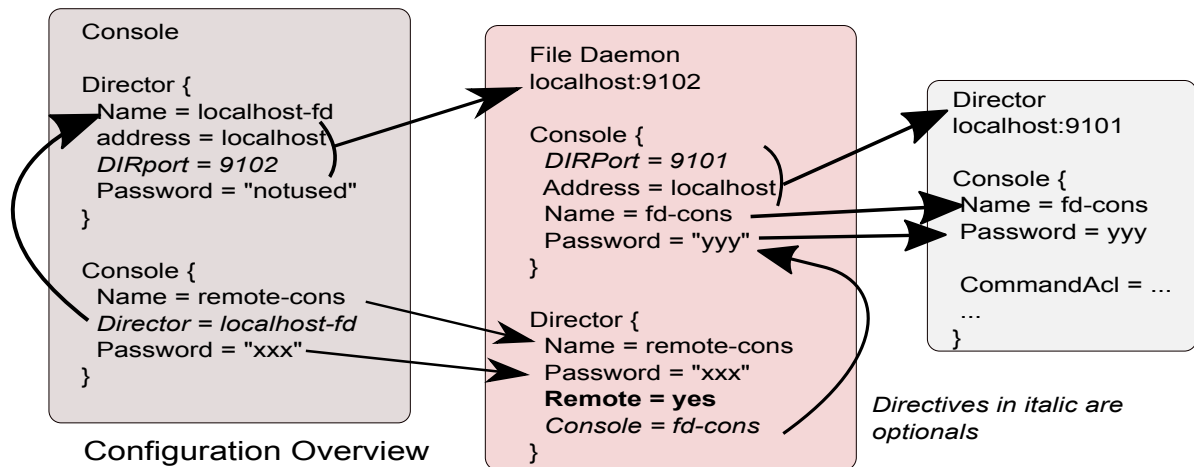 Console
Director {
Name = localhost-fd
address = localhost
DIRport = 9102
Password = "notused"
}
Console {
Name = remote-cons
Director = localhost-fd
Password = "xxx"
}
Configuration Overview
File Daemon
localhost:9102
Console {
DIRPort = 9101
Address = localhost
Name = fd-cons
Password = "yyy"
}
Director {
Name = remote-cons
Password = "xxx"
Remote = yes
Console = fd-cons
}
Director
localhost:9101
Console {
Name = fd-cons
Password = yyy
CommandAcl = ...
...
}
Directives in italic are
optionals